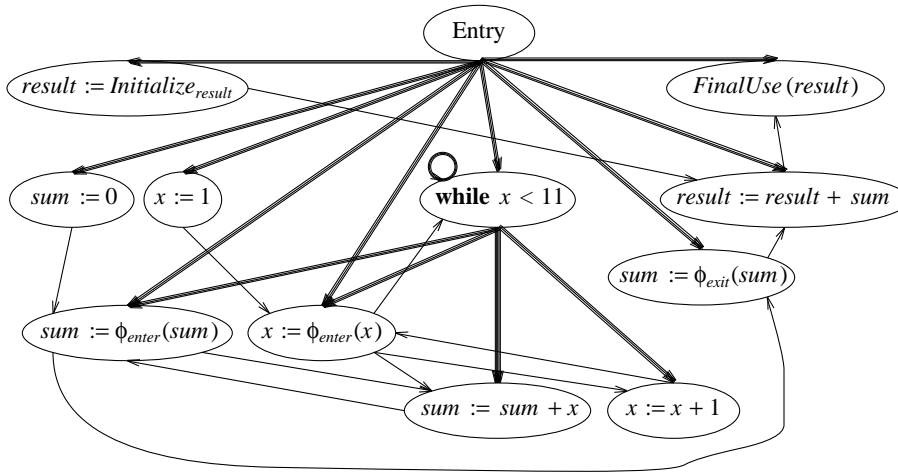 Entry
result := Initialize_result
FinalUse(result)
sum := 0
x := 1
while x < 11
result := result + sum
sum := ϕ_exit(sum)
sum := ϕ_enter(sum)
x := ϕ_enter(x)
sum := sum + x
x := x + 1